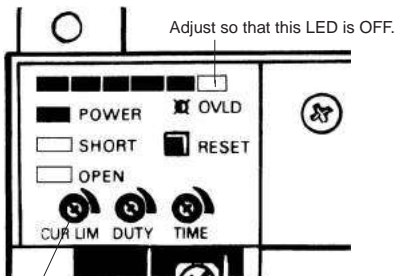 Adjust so that this LED is OFF.
POWER
OVLD
SHORT
RESET
OPEN
CUR LIM
DUTY
TIME